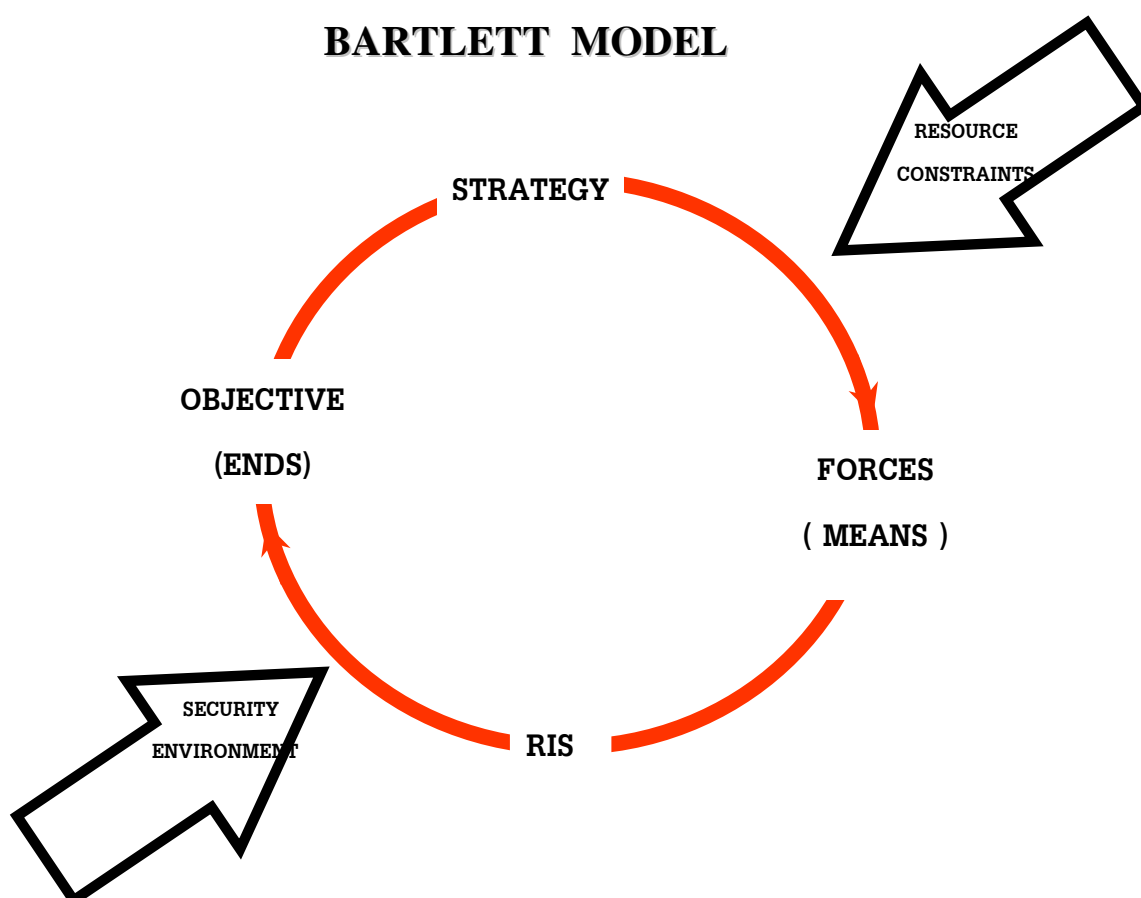 BARTLETT MODEL
RESOURCE
CONSTRAINTS
STRATEGY
OBJECTIVE
(ENDS)
FORCES
( MEANS )
SECURITY
ENVIRONMENT
RIS